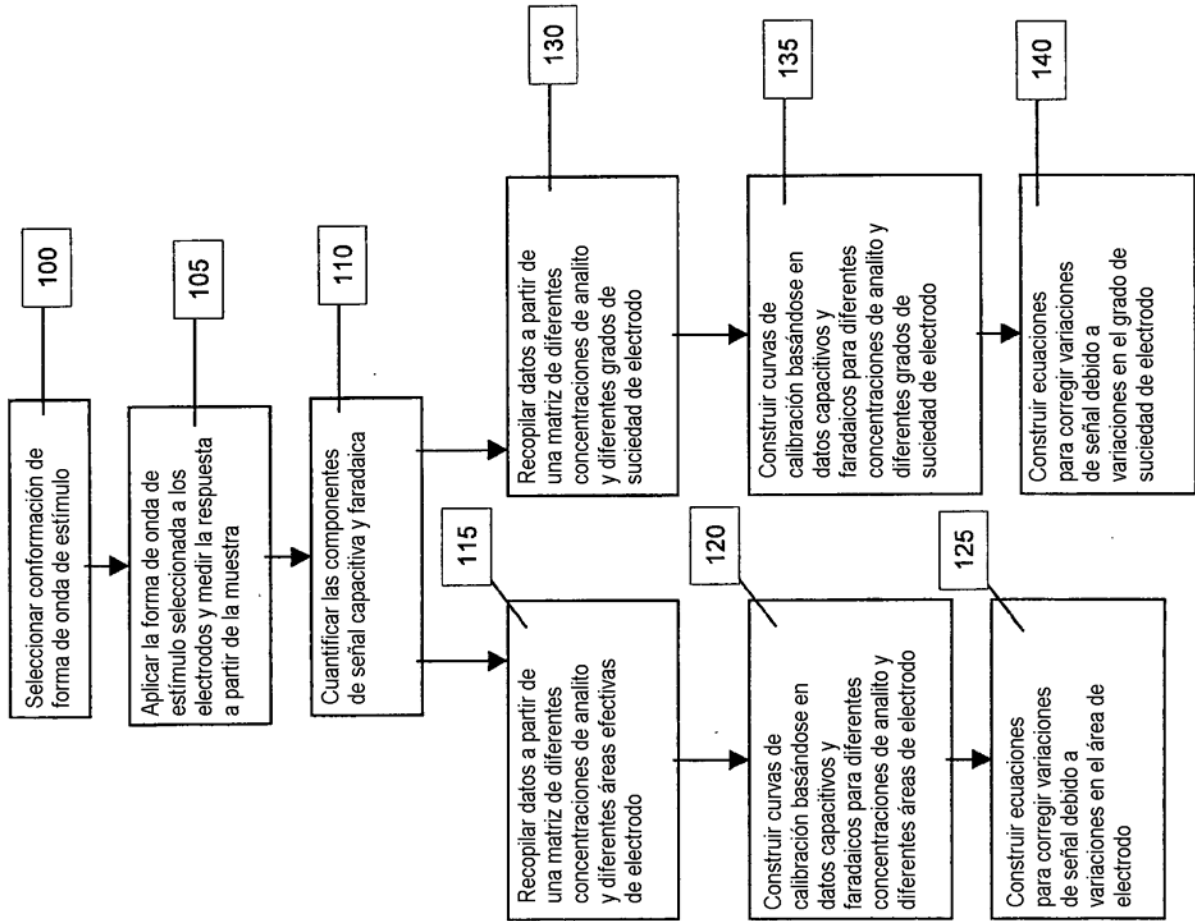 Seleccionar conformación de
forma de onda de estímulo
100
Aplicar la forma de onda de
estímulo seleccionada a los
electrodos y medir la respuesta
a partir de la muestra
105
Cuantificar las componentes
de señal capacitiva y faradaica
110
Recopilar datos a partir de
una matriz de diferentes
concentraciones de analito
y diferentes áreas efectivas
de electrodo
115
Construir curvas de
calibración basándose en
datos capacitivos y
faradaicos para diferentes
concentraciones de analito y
diferentes áreas de electrodo
120
Construir ecuaciones
para corregir variaciones
de señal debido a
variaciones en el área de
electrodo
125
Recopilar datos a partir de
una matriz de diferentes
concentraciones de analito
y diferentes grados de
suciedad de electrodo
130
Construir curvas de
calibración basándose en
datos capacitivos y
faradaicos para diferentes
concentraciones de analito y
diferentes grados de
suciedad de electrodo
135
Construir ecuaciones
para corregir variaciones
de señal debido a
variaciones en el grado de
suciedad de electrodo
140